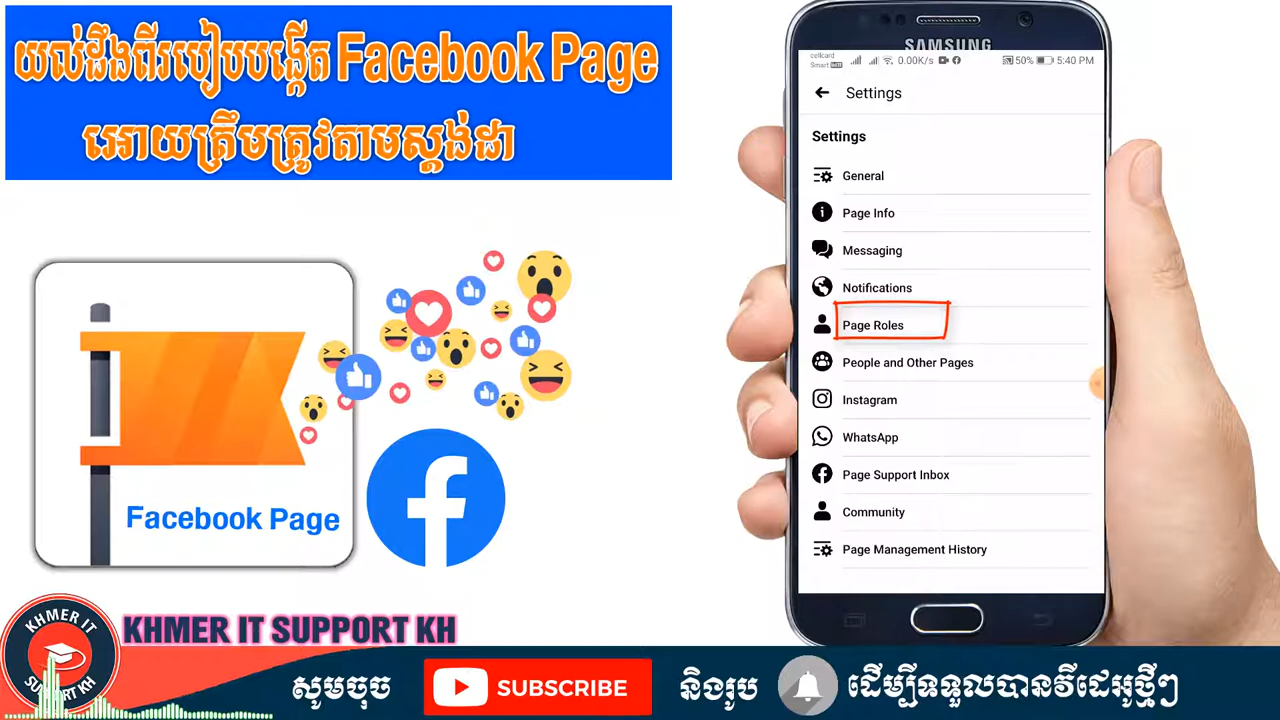 យល់ដឹងពីរបៀបបង្កើត Facebook Page
អោយត្រឹមត្រូវតាមស្តង់ដា
Facebook Page
KHMER IT
SUPPORT KH
KHMER IT SUPPORT KH
សូមចុច SUBSCRIBE និងរូប ដើម្បីទទួលបានវីដេអូថ្មីៗ
SAMSUNG
cellcard
Smart 0.00K/s 50% 5:40 PM
Settings
Settings
General
Page Info
Messaging
Notifications
Page Roles
People and Other Pages
Instagram
WhatsApp
Page Support Inbox
Community
Page Management History